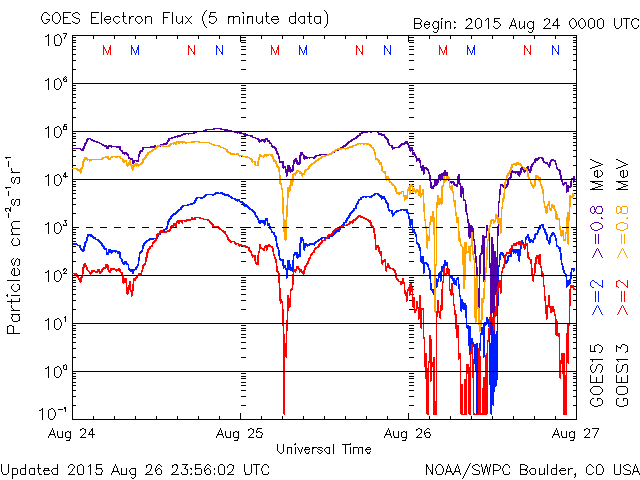 GOES Electron Flux (5 minute data)
Begin: 2015 Aug 24 0000 UTC
M M N N M M N N M M N N
10⁷
10⁶
10⁵
10⁴
10³
10²
10¹
10⁰
10⁻¹
Particles cm⁻²s⁻¹sr⁻¹
GOES15 >=2 >=0.8 MeV
GOES13 >=2 >=0.8 MeV
Aug 24 Aug 25 Aug 26 Aug 27
Universal Time
Updated 2015 Aug 26 23:56:02 UTC
NOAA/SWPC Boulder, CO USA